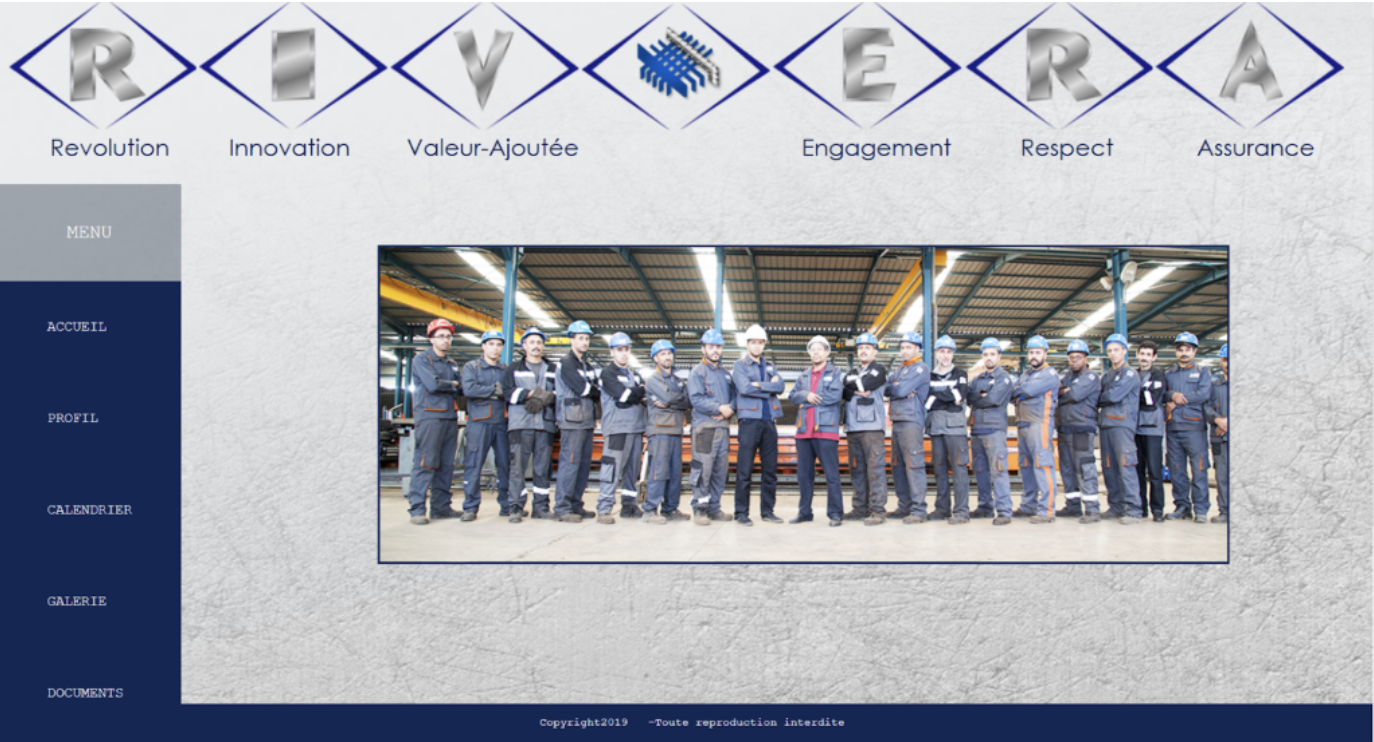 R I V E R A
Revolution Innovation Valeur-Ajoutée Engagement Respect Assurance
MENU
ACCUEIL
PROFIL
CALENDRIER
GALERIE
DOCUMENTS
Copyright2019 -Toute reproduction interdite